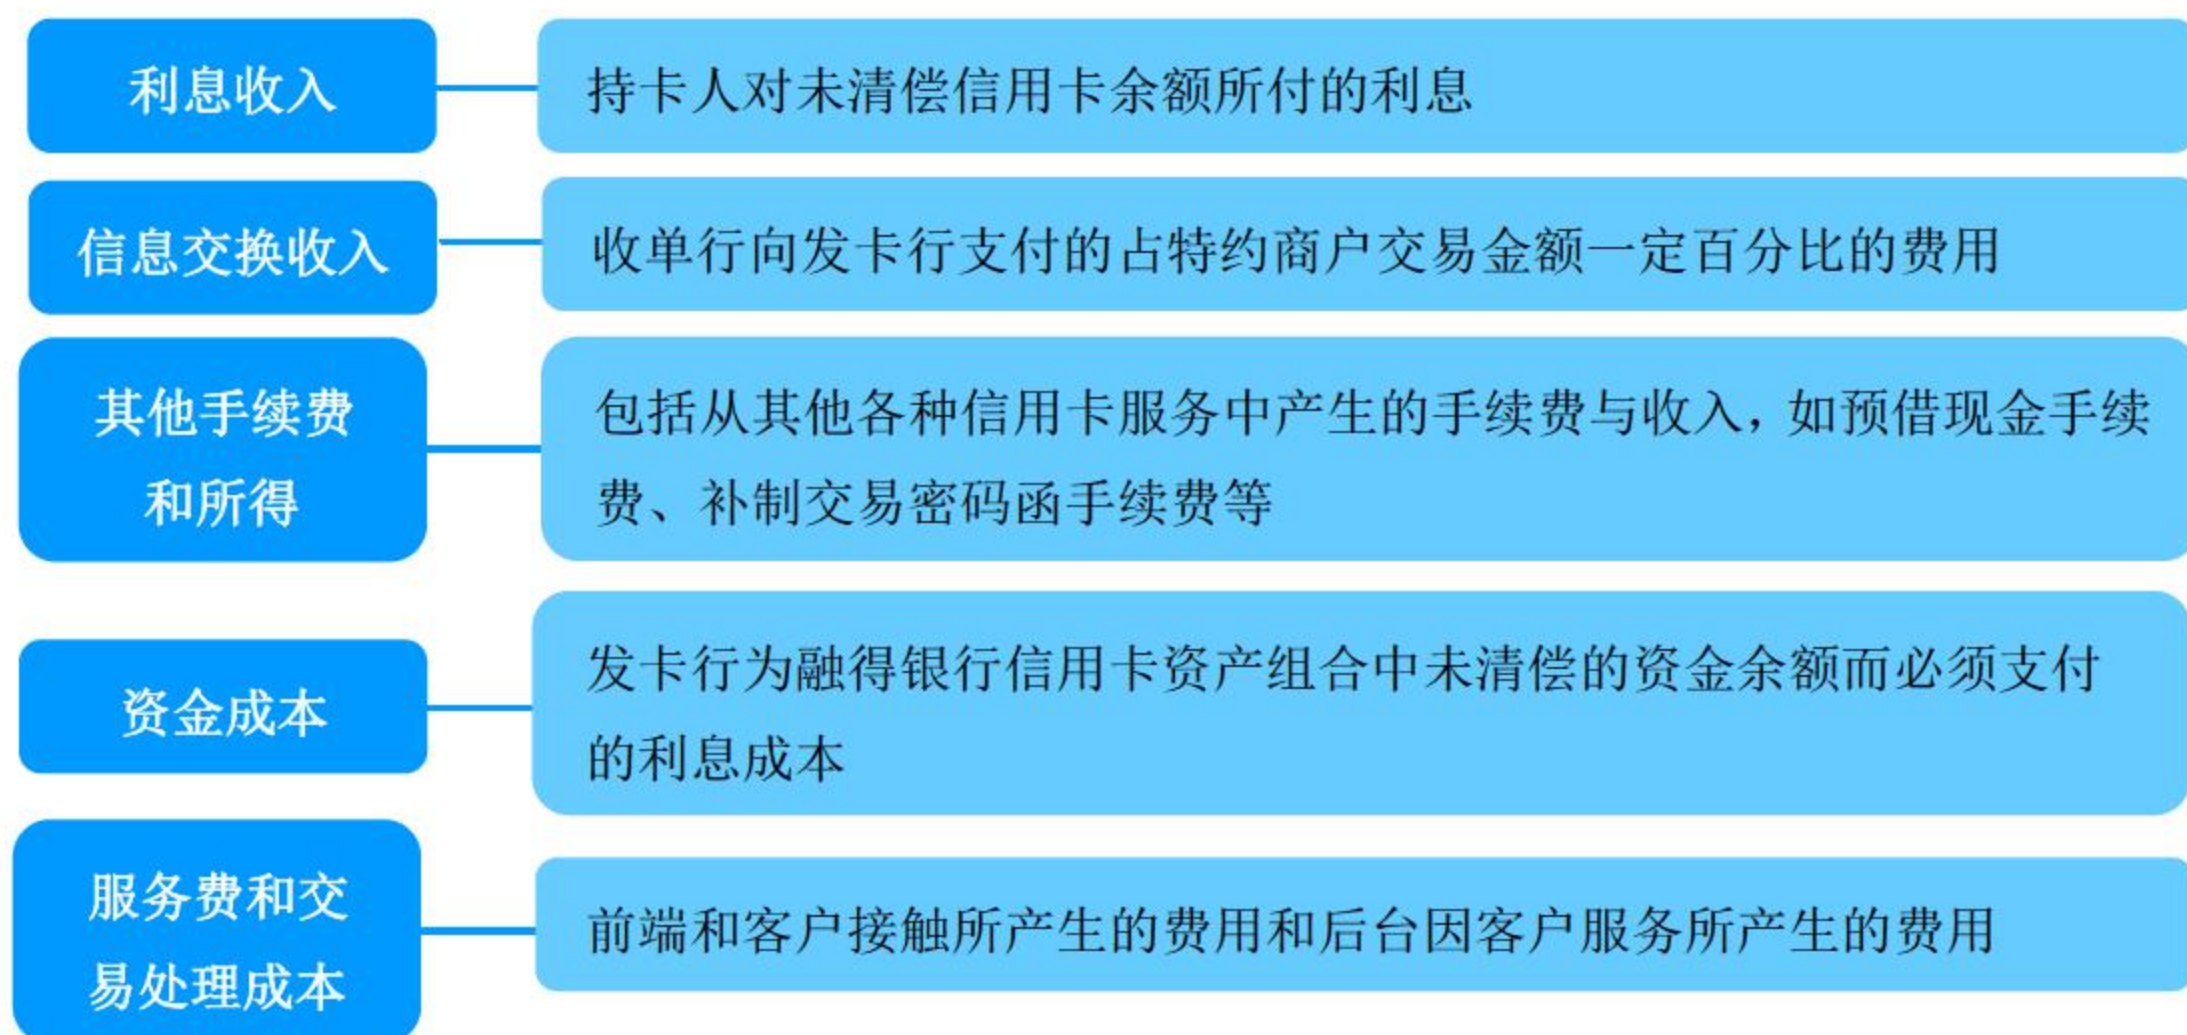 利息收入
持卡人对未清偿信用卡余额所付的利息
信息交换收入
收单行向发卡行支付的占特约商户交易金额一定百分比的费用
其他手续费
和所得
包括从其他各种信用卡服务中产生的手续费与收入，如预借现金手续
费、补制交易密码函手续费等
资金成本
发卡行为融得银行信用卡资产组合中未清偿的资金余额而必须支付
的利息成本
服务费和交
易处理成本
前端和客户接触所产生的费用和后台因客户服务所产生的费用